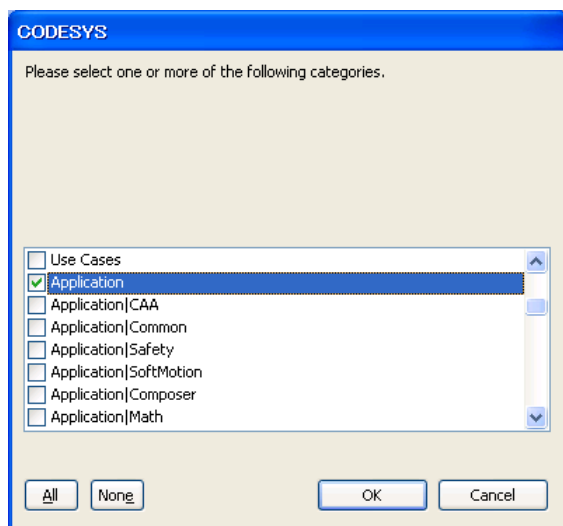 CODESYS
Please select one or more of the following categories.
Use Cases
Application
Application|CAA
Application|Common
Application|Safety
Application|SoftMotion
Application|Composer
Application|Math
All None OK Cancel